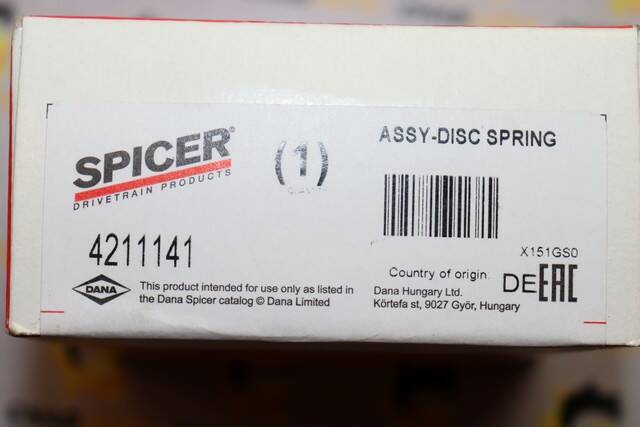 SPICER®
DRIVETRAIN PRODUCTS
(1)
ASSY-DISC SPRING
4211141
X151GS0
Country of origin: DE EAC
DANA
This product intended for use only as listed in
the Dana Spicer catalog © Dana Limited
Dana Hungary Ltd.
Körtefa st, 9027 Győr, Hungary